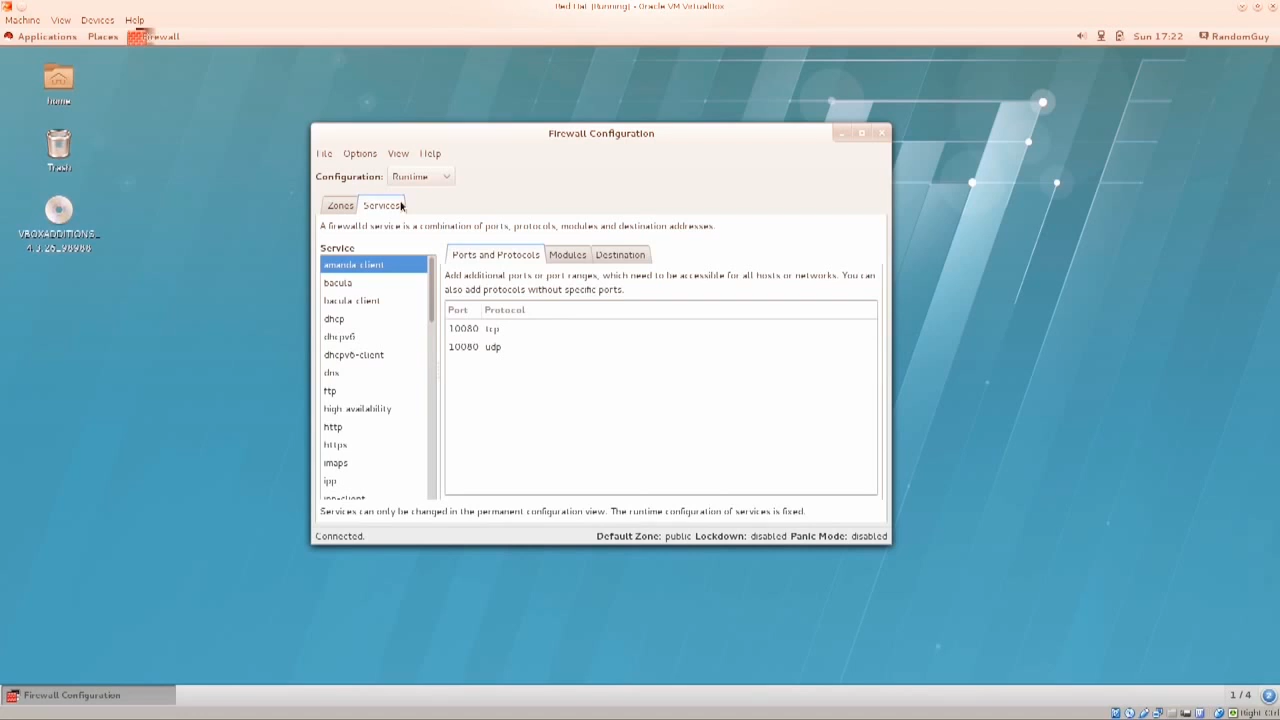 Red Hat [Running] - Oracle VM VirtualBox
Machine View Devices Help
Applications Places Firewall Sun 17:22 RandomGuy
home
Trash
VBOXADDITIONS_
4.3.26_98988
Firewall Configuration
File Options View Help
Configuration: Runtime
Zones Services
A firewalld service is a combination of ports, protocols, modules and destination addresses.
Service
amanda-client
bacula
bacula-client
dhcp
dhcpv6
dhcpv6-client
dns
ftp
high-availability
http
https
imaps
ipp
ipp-client
Ports and Protocols Modules Destination
Add additional ports or port ranges, which need to be accessible for all hosts or networks. You can
also add protocols without specific ports.
Port Protocol
10080 tcp
10080 udp
Services can only be changed in the permanent configuration view. The runtime configuration of services is fixed.
Connected. Default Zone: public Lockdown: disabled Panic Mode: disabled
Firewall Configuration 1 / 4
Right Ctrl